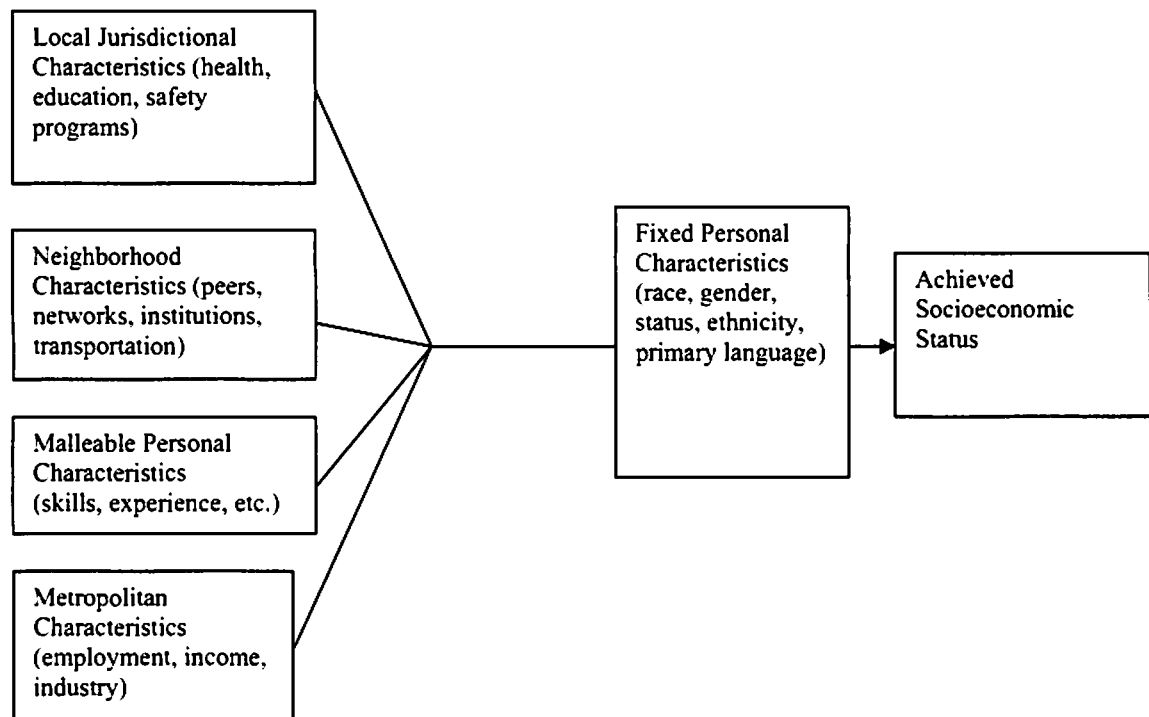 Local Jurisdictional
Characteristics (health,
education, safety
programs)
Neighborhood
Characteristics (peers,
networks, institutions,
transportation)
Malleable Personal
Characteristics
(skills, experience, etc.)
Metropolitan
Characteristics
(employment, income,
industry)
Fixed Personal
Characteristics
(race, gender,
status, ethnicity,
primary language)
Achieved
Socioeconomic
Status